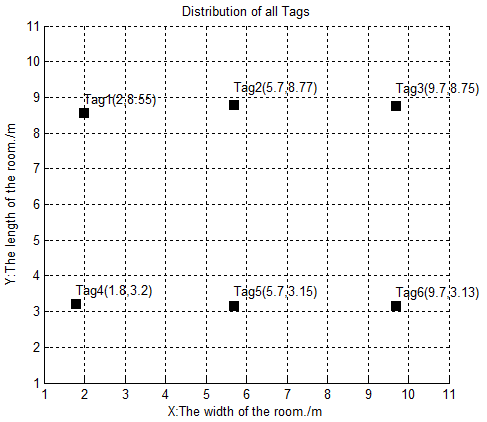 Distribution of all Tags
11
10
9
8
7
6
5
4
3
2
1
Y:The length of the room./m
Tag1(2,8.55)
Tag2(5.7,8.77)
Tag3(9.7,8.75)
Tag4(1.8,3.2)
Tag5(5.7,3.15)
Tag6(9.7,3.13)
1 2 3 4 5 6 7 8 9 10 11
X:The width of the room./m